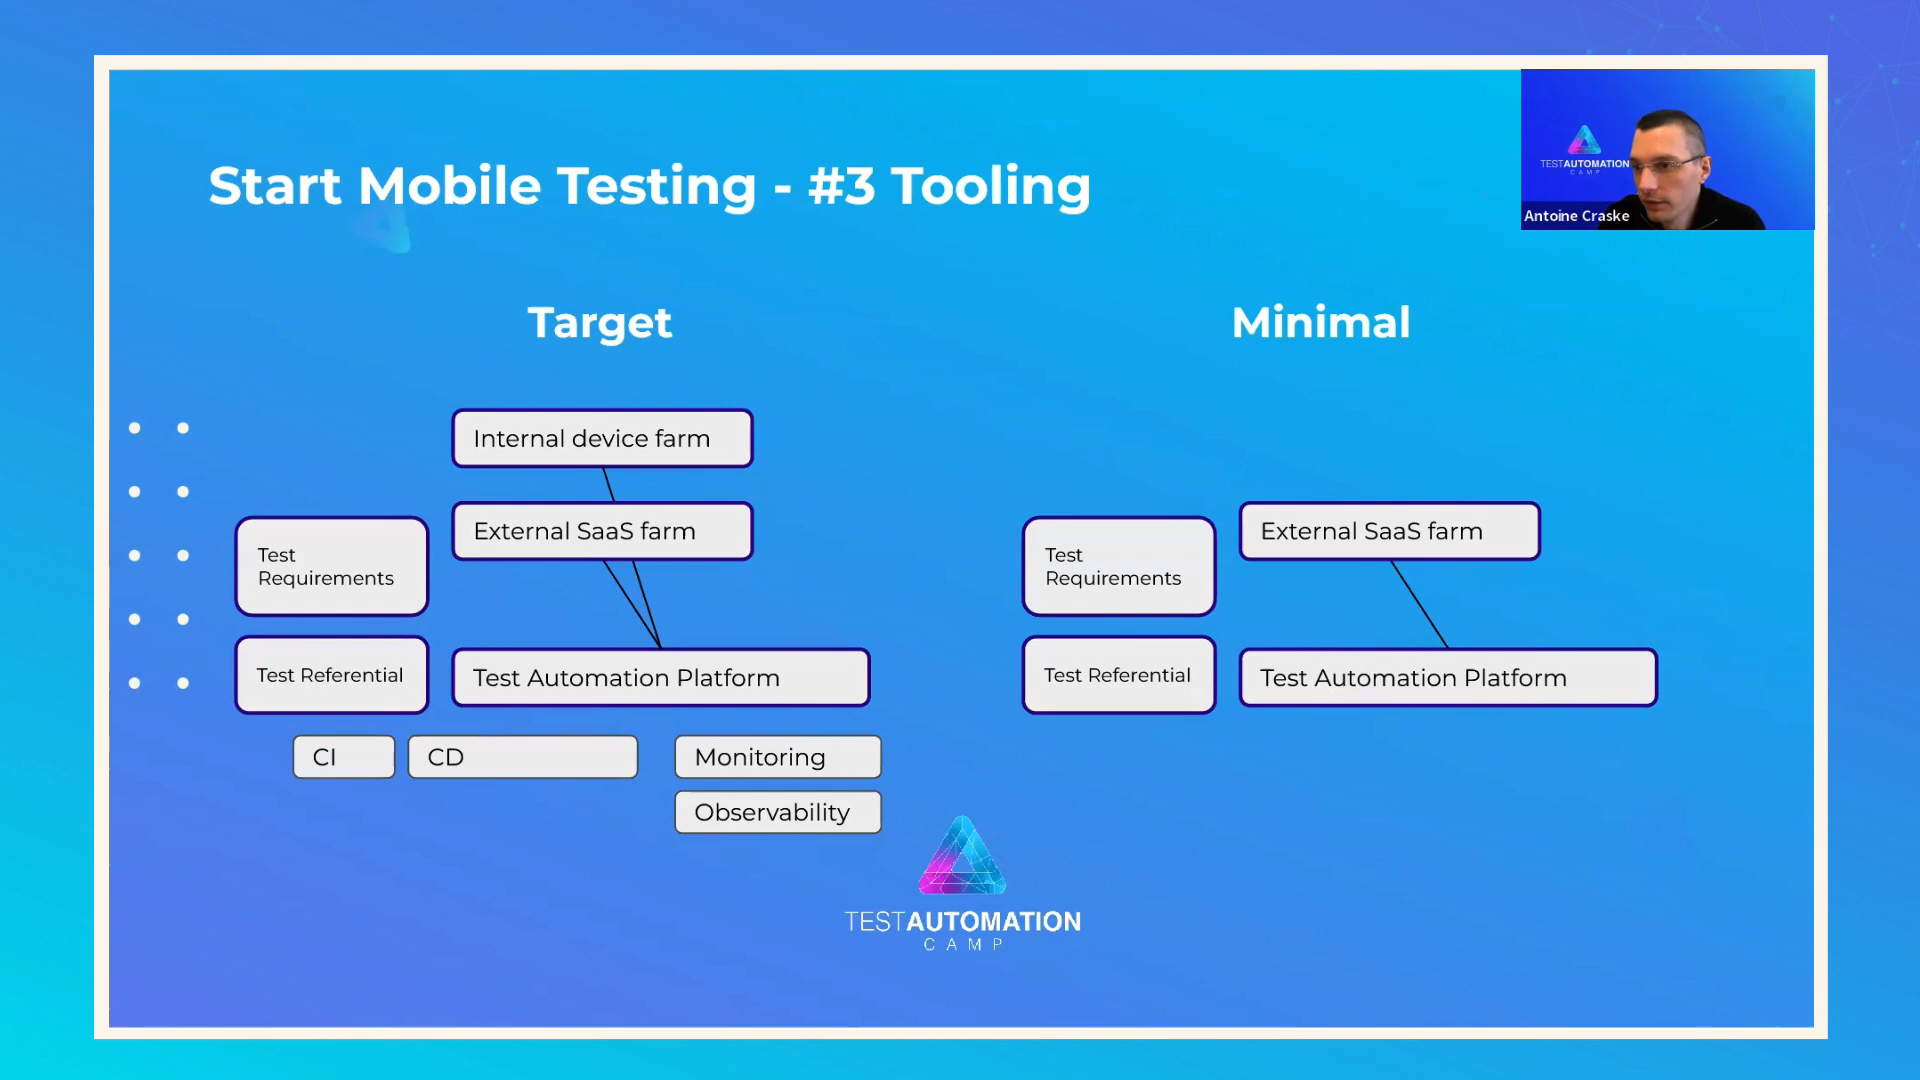 Start Mobile Testing - #3 Tooling
TESTAUTOMATION
CAMP
Antoine Craske
Target
Internal device farm
External SaaS farm
Test
Requirements
Test Referential
Test Automation Platform
CI
CD
Monitoring
Observability
Minimal
External SaaS farm
Test
Requirements
Test Referential
Test Automation Platform
TESTAUTOMATION
CAMP